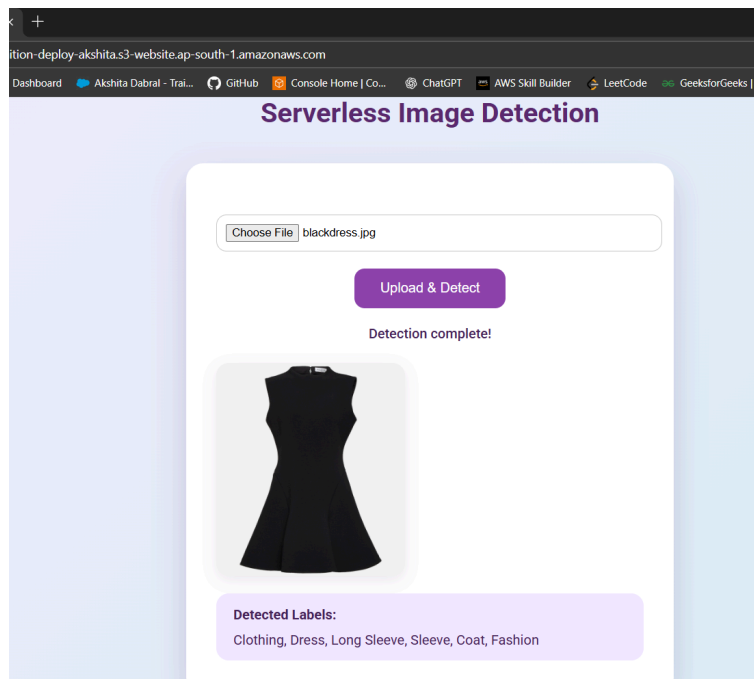 ition-deploy-akshita.s3-website.ap-south-1.amazonaws.com
Dashboard Akshita Dabral - Trai... GitHub Console Home | Co... ChatGPT AWS Skill Builder LeetCode GeeksforGeeks |
Serverless Image Detection
Choose File blackdress.jpg
Upload & Detect
Detection complete!
Detected Labels:
Clothing, Dress, Long Sleeve, Sleeve, Coat, Fashion